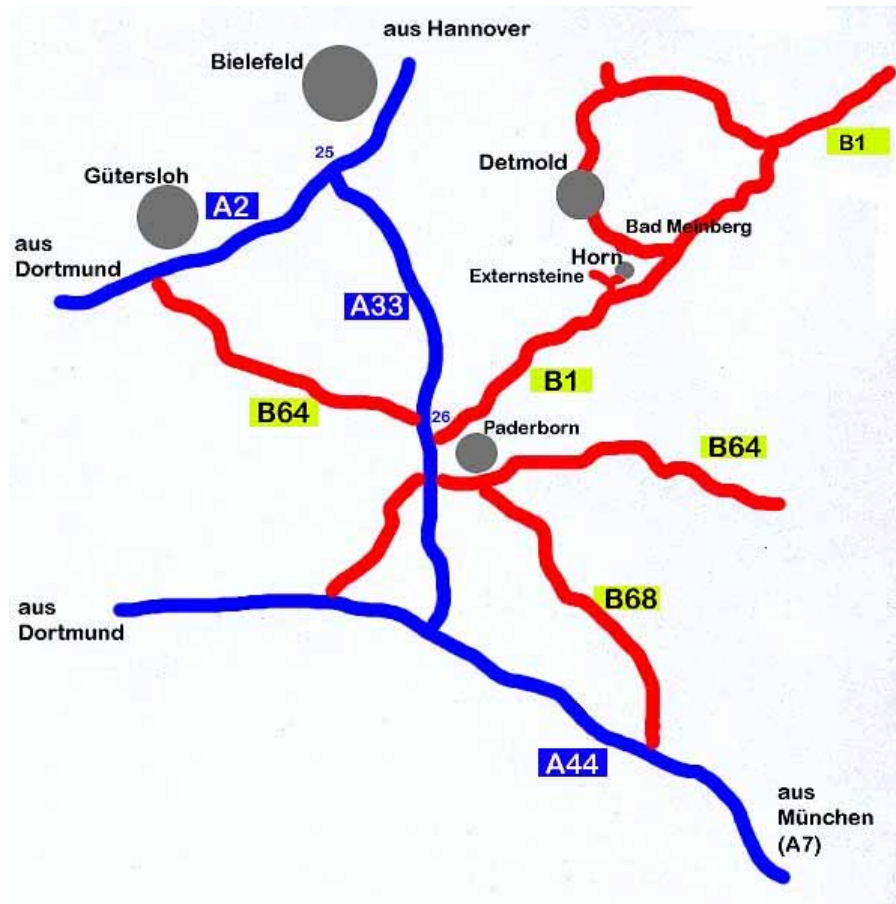 aus Hannover
Bielefeld
B1
25
Detmold
Gütersloh
A2
Bad Meinberg
aus
Dortmund
Horn
Externsteine
A33
B1
B64
26
Paderborn
B64
B68
aus
Dortmund
A44
aus
München
(A7)